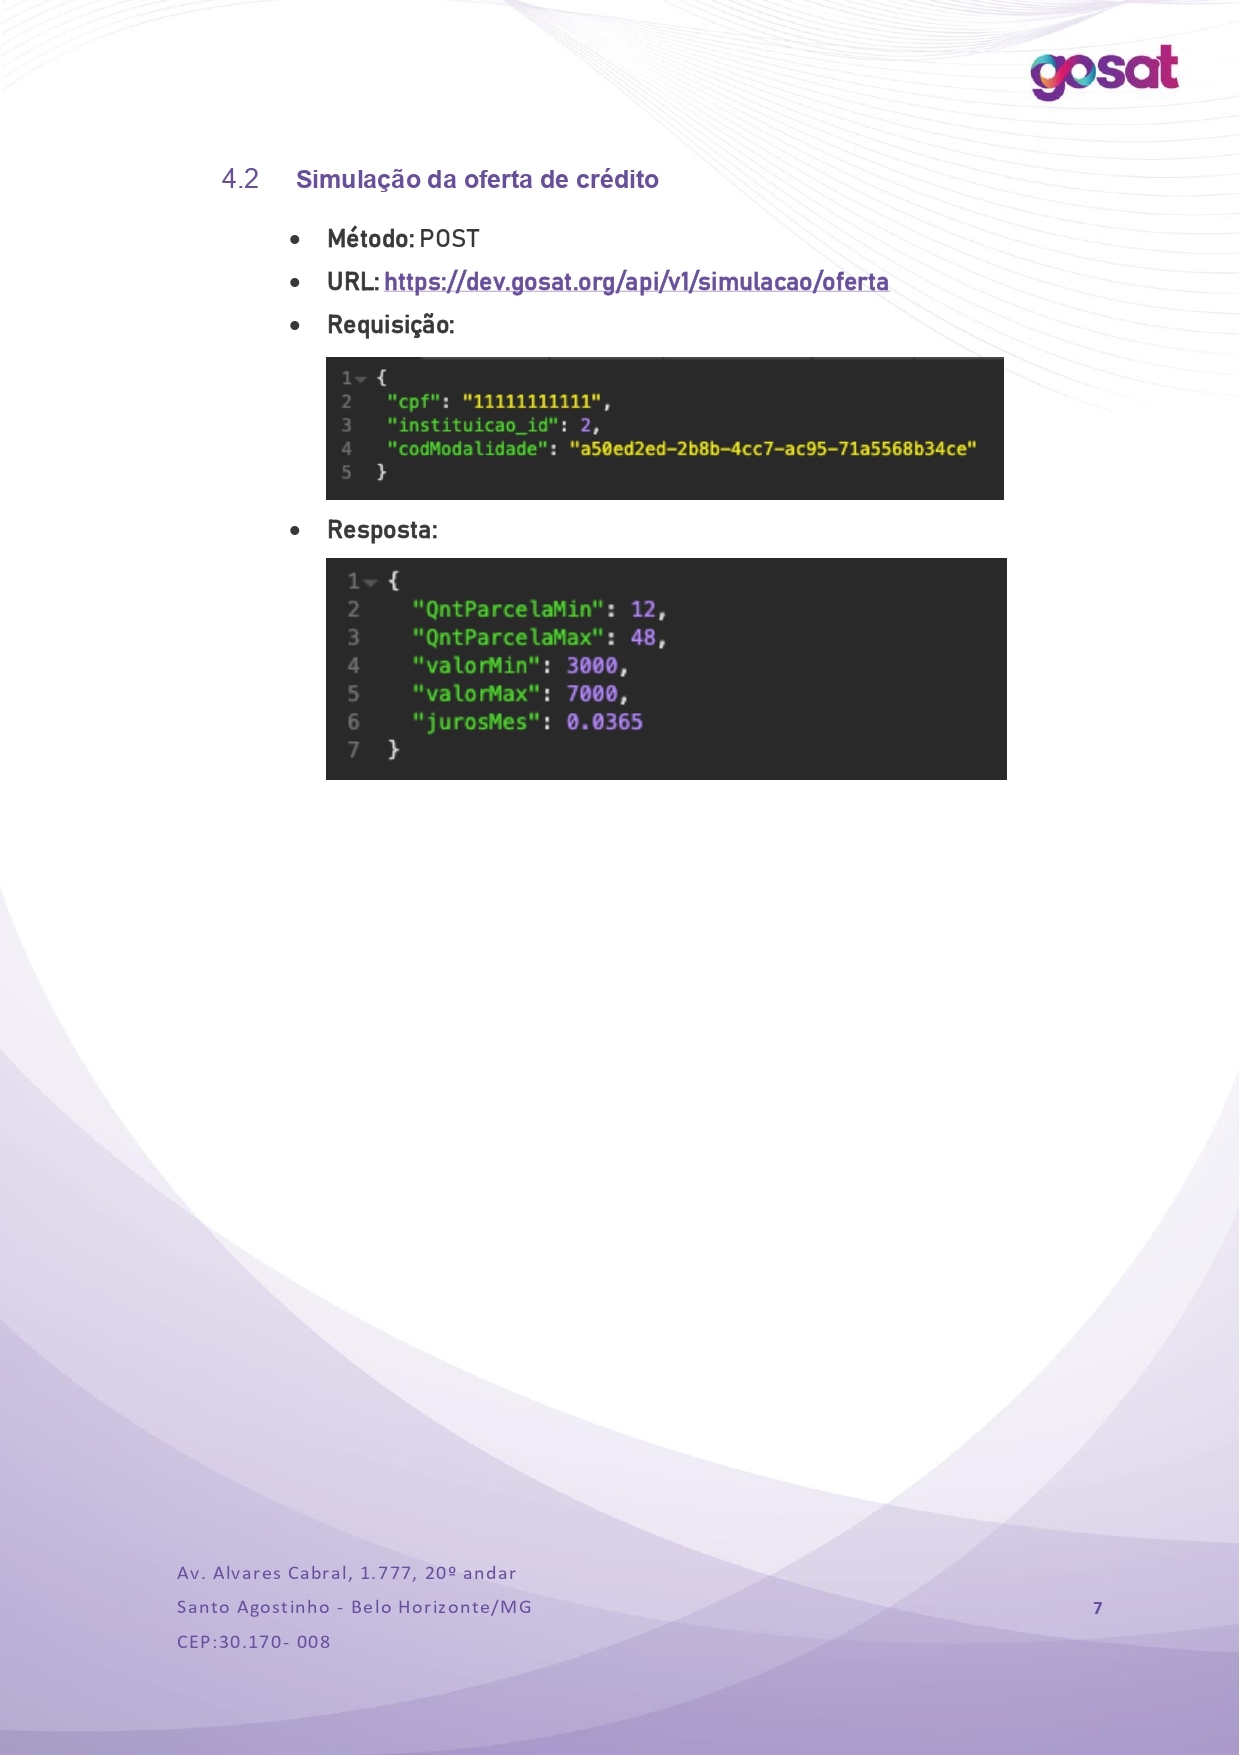 gosat
4.2 Simulação da oferta de crédito
• Método: POST
• URL: https://dev.gosat.org/api/v1/simulacao/oferta
• Requisição:
1 {
2 "cpf": "11111111111",
3 "instituicao_id": 2,
4 "codModalidade": "a50ed2ed-2b8b-4cc7-ac95-71a5568b34ce"
5 }
• Resposta:
1 {
2 "QntParcelaMin": 12,
3 "QntParcelaMax": 48,
4 "valorMin": 3000,
5 "valorMax": 7000,
6 "jurosMes": 0.0365
7 }
Av. Alvares Cabral, 1.777, 20º andar
Santo Agostinho - Belo Horizonte/MG
7
CEP:30.170- 008